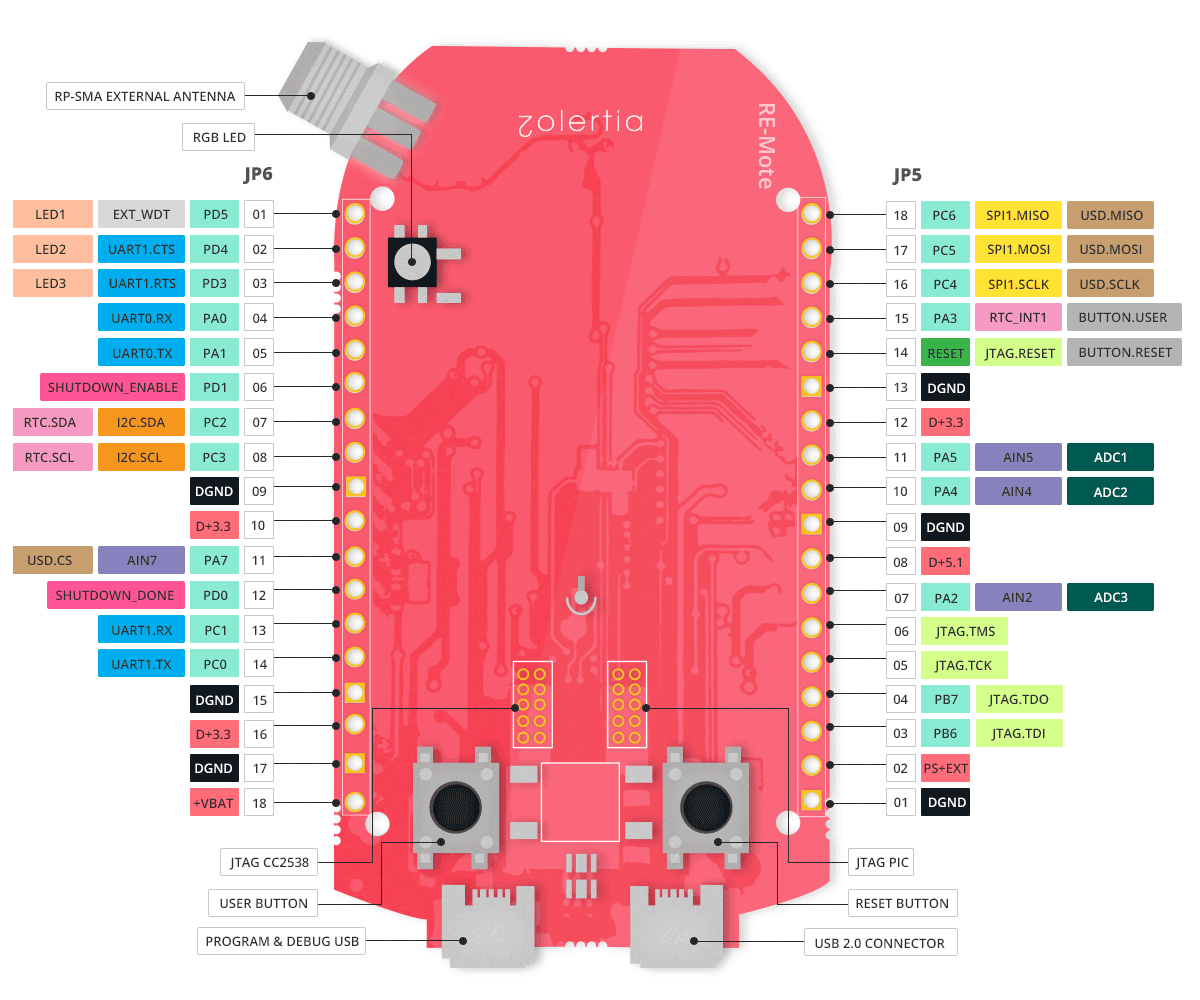 RP-SMA EXTERNAL ANTENNA
RGB LED
zolertia
RE-Mote
JP6
LED1 EXT_WDT PD5 01
LED2 UART1.CTS PD4 02
LED3 UART1.RTS PD3 03
UART0.RX PA0 04
UART0.TX PA1 05
SHUTDOWN_ENABLE PD1 06
RTC.SDA I2C.SDA PC2 07
RTC.SCL I2C.SCL PC3 08
DGND 09
D+3.3 10
USD.CS AIN7 PA7 11
SHUTDOWN_DONE PD0 12
UART1.RX PC1 13
UART1.TX PC0 14
DGND 15
D+3.3 16
DGND 17
+VBAT 18
JP5
18 PC6 SPI1.MISO USD.MISO
17 PC5 SPI1.MOSI USD.MOSI
16 PC4 SPI1.SCLK USD.SCLK
15 PA3 RTC_INT1 BUTTON.USER
14 RESET JTAG.RESET BUTTON.RESET
13 DGND
12 D+3.3
11 PA5 AIN5 ADC1
10 PA4 AIN4 ADC2
09 DGND
08 D+5.1
07 PA2 AIN2 ADC3
06 JTAG.TMS
05 JTAG.TCK
04 PB7 JTAG.TDO
03 PB6 JTAG.TDI
02 PS+EXT
01 DGND
JTAG CC2538
USER BUTTON
PROGRAM & DEBUG USB
JTAG PIC
RESET BUTTON
USB 2.0 CONNECTOR